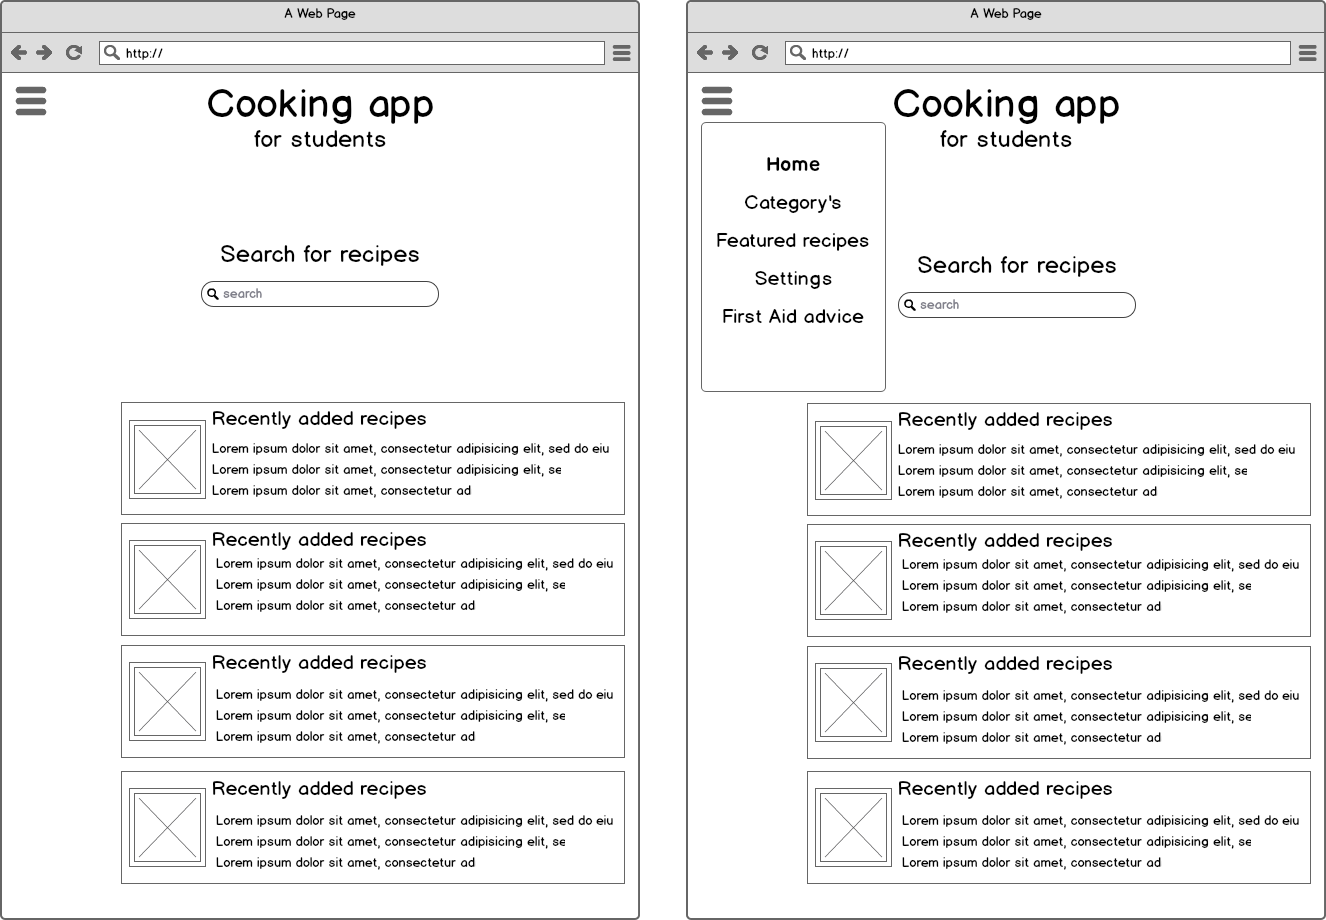 A Web Page
http://
Cooking app
for students
Search for recipes
search
Recently added recipes
Lorem ipsum dolor sit amet, consectetur adipisicing elit, sed do eiu
Lorem ipsum dolor sit amet, consectetur adipisicing elit, se
Lorem ipsum dolor sit amet, consectetur ad
Recently added recipes
Lorem ipsum dolor sit amet, consectetur adipisicing elit, sed do eiu
Lorem ipsum dolor sit amet, consectetur adipisicing elit, se
Lorem ipsum dolor sit amet, consectetur ad
Recently added recipes
Lorem ipsum dolor sit amet, consectetur adipisicing elit, sed do eiu
Lorem ipsum dolor sit amet, consectetur adipisicing elit, se
Lorem ipsum dolor sit amet, consectetur ad
Recently added recipes
Lorem ipsum dolor sit amet, consectetur adipisicing elit, sed do eiu
Lorem ipsum dolor sit amet, consectetur adipisicing elit, se
Lorem ipsum dolor sit amet, consectetur ad
A Web Page
http://
Cooking app
for students
Home
Category's
Featured recipes
Settings
First Aid advice
Search for recipes
search
Recently added recipes
Lorem ipsum dolor sit amet, consectetur adipisicing elit, sed do eiu
Lorem ipsum dolor sit amet, consectetur adipisicing elit, se
Lorem ipsum dolor sit amet, consectetur ad
Recently added recipes
Lorem ipsum dolor sit amet, consectetur adipisicing elit, sed do eiu
Lorem ipsum dolor sit amet, consectetur adipisicing elit, se
Lorem ipsum dolor sit amet, consectetur ad
Recently added recipes
Lorem ipsum dolor sit amet, consectetur adipisicing elit, sed do eiu
Lorem ipsum dolor sit amet, consectetur adipisicing elit, se
Lorem ipsum dolor sit amet, consectetur ad
Recently added recipes
Lorem ipsum dolor sit amet, consectetur adipisicing elit, sed do eiu
Lorem ipsum dolor sit amet, consectetur adipisicing elit, se
Lorem ipsum dolor sit amet, consectetur ad